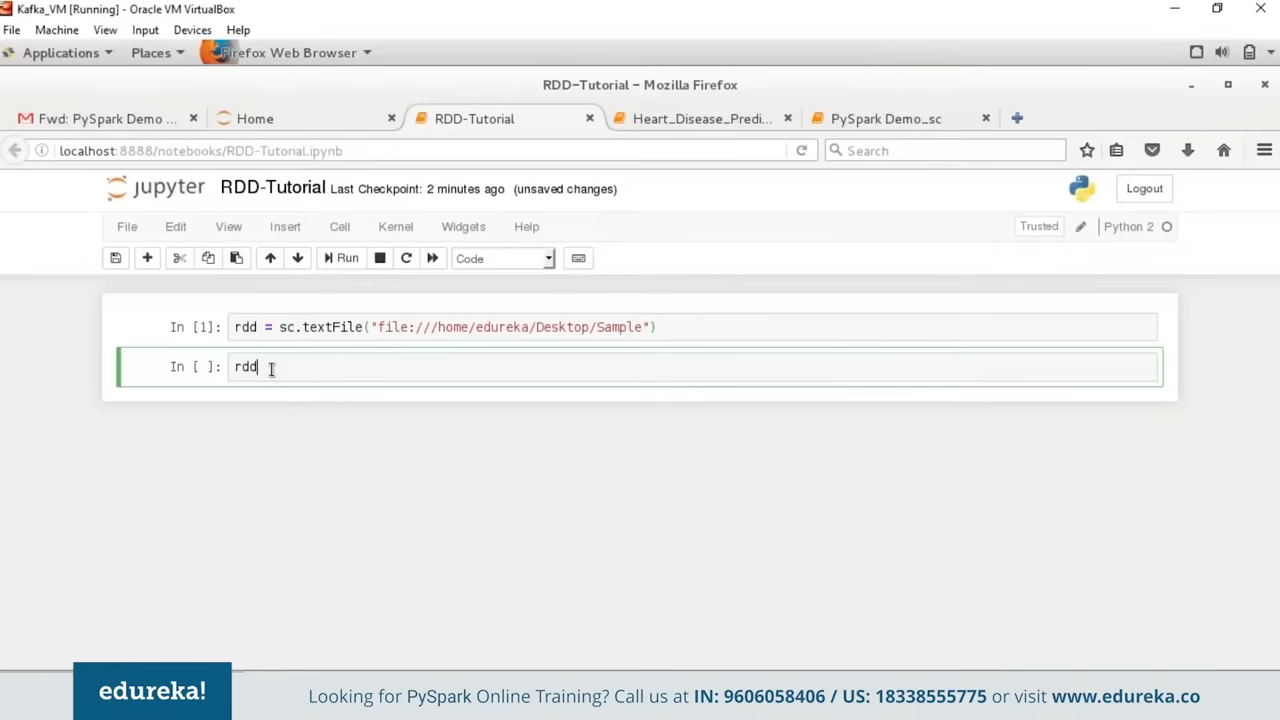 Kafka_VM [Running] - Oracle VM VirtualBox
File Machine View Input Devices Help
Applications Places Firefox Web Browser
RDD-Tutorial - Mozilla Firefox
Fwd: PySpark Demo ... Home RDD-Tutorial Heart_Disease_Predi... PySpark Demo_sc
localhost:8888/notebooks/RDD-Tutorial.ipynb Search
jupyter RDD-Tutorial Last Checkpoint: 2 minutes ago (unsaved changes) Logout
File Edit View Insert Cell Kernel Widgets Help Trusted Python 2
Run Code
In [1]: rdd = sc.textFile("file:///home/edureka/Desktop/Sample")
In [ ]: rdd
edureka! Looking for PySpark Online Training? Call us at IN: 9606058406 / US: 18338555775 or visit www.edureka.co